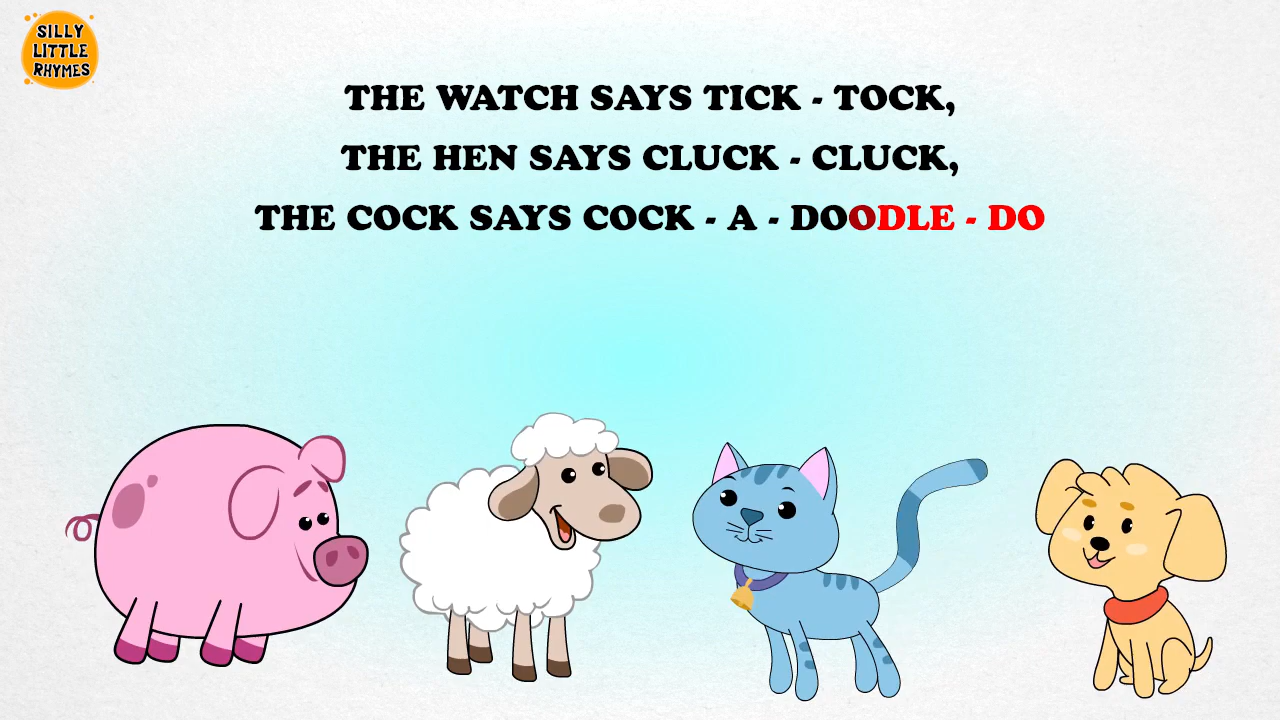 SILLY
LITTLE
RHYMES
THE WATCH SAYS TICK - TOCK,
THE HEN SAYS CLUCK - CLUCK,
THE COCK SAYS COCK - A - DOODLE - DO